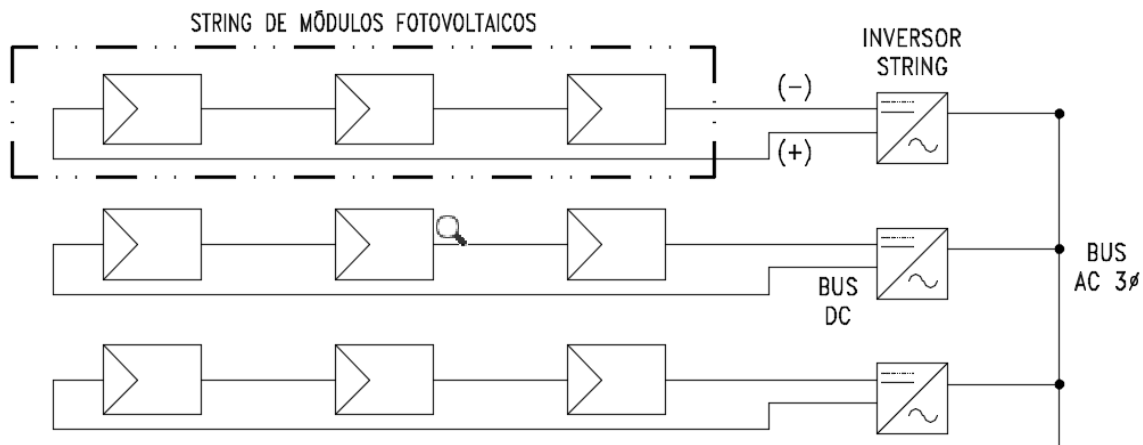 STRING DE MÓDULOS FOTOVOLTAICOS
INVERSOR
STRING
(-)
(+)
BUS
DC
BUS
AC 3ø